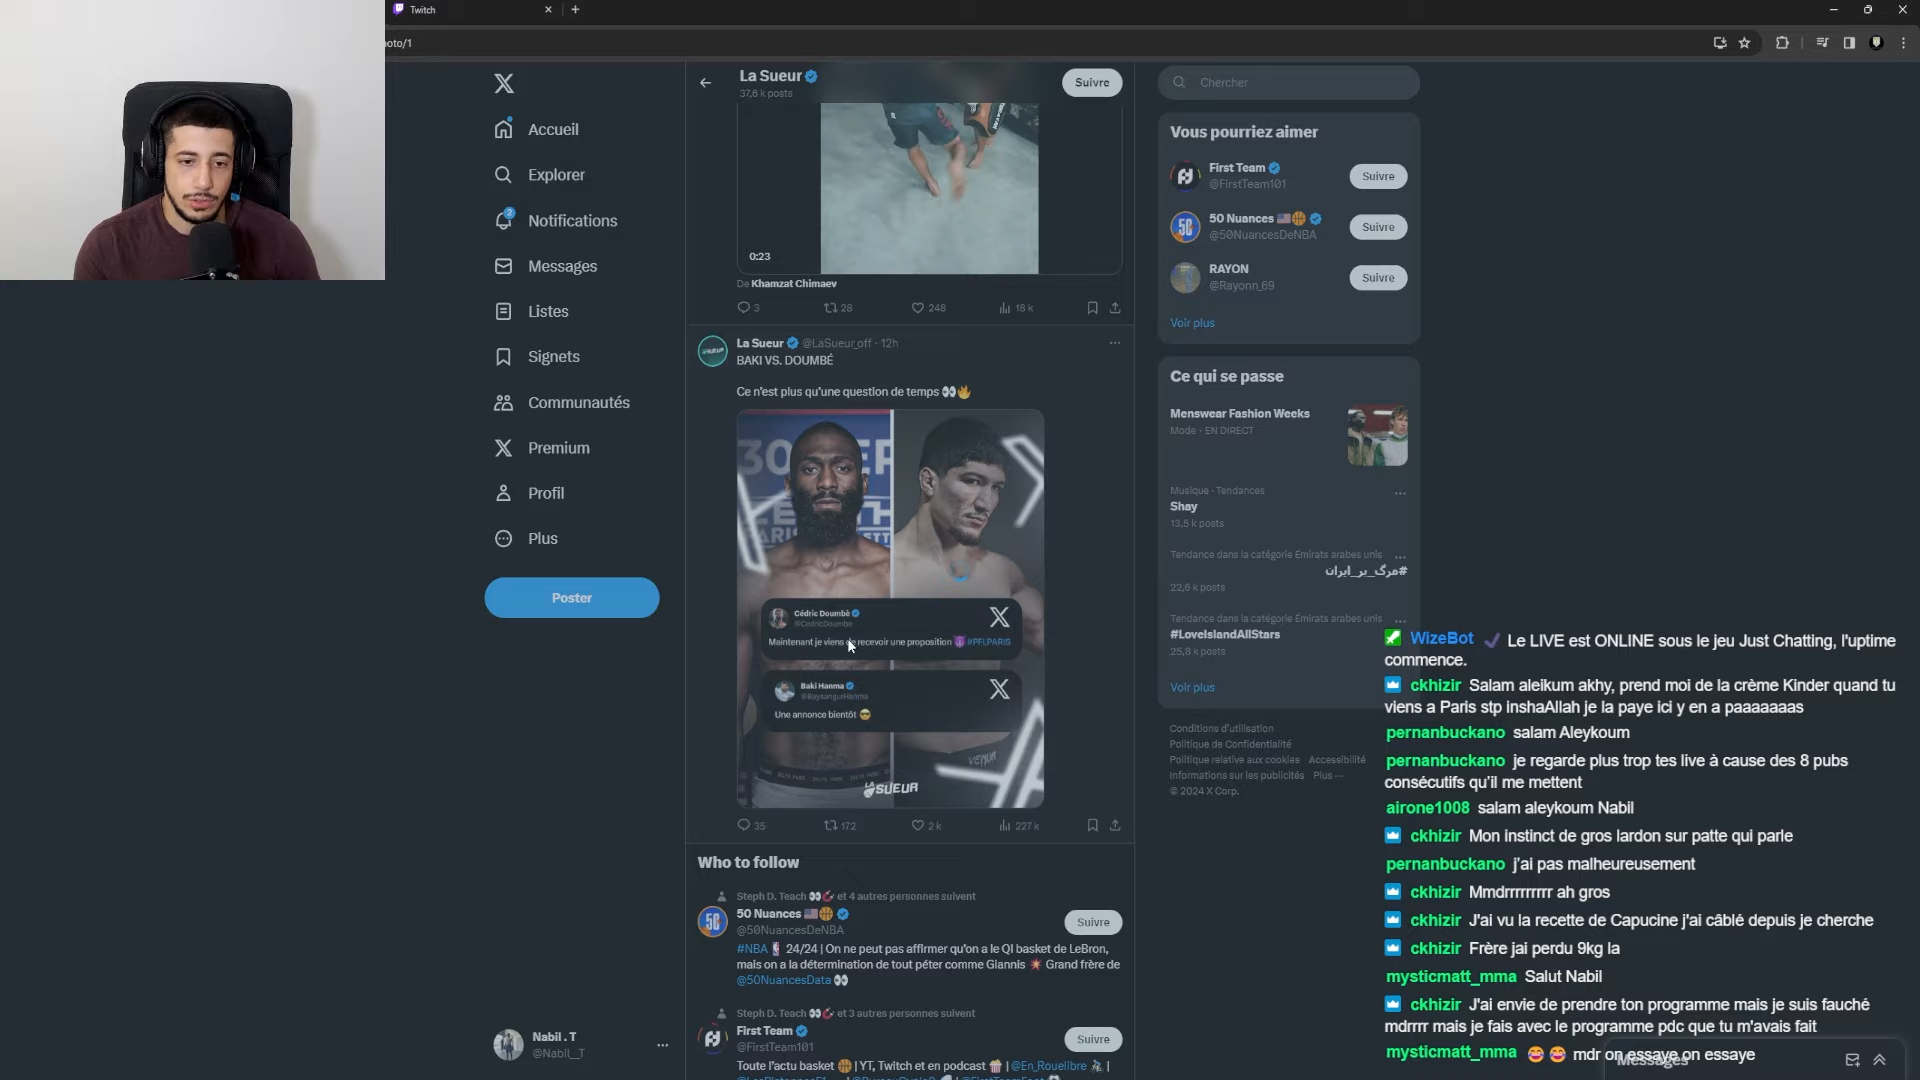 Twitch
oto/1
La Sueur
37,6 k posts
Suivre
Chercher
Accueil
Explorer
2
Notifications
Messages
Listes
Signets
Communautés
Premium
Profil
Plus
Poster
Nabil . T
@Nabil__T
0:23
De Khamzat Chimaev
3
28
248
18 k
La Sueur @LaSueur_off · 12h
BAKI VS. DOUMBÉ
Ce n'est plus qu'une question de temps 👀🔥
Cédric Doumbè
@CedricDoumbe
Maintenant je viens de recevoir une proposition 😈 #PFLPARIS
Baki Hanma
@BaysangurHanma
Une annonce bientôt 😎
VENUM
LA SUEUR
35
172
2 k
227 k
Who to follow
Steph D. Teach 👀🏀 et 4 autres personnes suivent
50 Nuances 🇺🇸🏀
@50NuancesDeNBA
Suivre
#NBA 24/24 | On ne peut pas affirmer qu'on a le QI basket de LeBron,
mais on a la détermination de tout péter comme Giannis 💥 Grand frère de
@50NuancesData 👀
Steph D. Teach 👀 et 3 autres personnes suivent
First Team
@FirstTeam101
Suivre
Toute l'actu basket 🏀 | YT, Twitch et en podcast 🍿 | @En_Rouelibre |
Vous pourriez aimer
First Team
@FirstTeam101
Suivre
50 Nuances 🇺🇸🏀
@50NuancesDeNBA
Suivre
RAYON
@Rayonn_69
Suivre
Voir plus
Ce qui se passe
Menswear Fashion Weeks
Mode · EN DIRECT
Musique · Tendances
Shay
13,5 k posts
Tendance dans la catégorie Émirats arabes unis
#مرگ_بر_ایران
22,6 k posts
Tendance dans la catégorie Émirats arabes unis
#LoveIslandAllStars
25,8 k posts
Voir plus
Conditions d'utilisation
Politique de Confidentialité
Politique relative aux cookies Accessibilité
Informations sur les publicités Plus ···
© 2024 X Corp.
WizeBot Le LIVE est ONLINE sous le jeu Just Chatting, l'uptime
commence.
ckhizir Salam aleikum akhy, prend moi de la crème Kinder quand tu
viens a Paris stp inshaAllah je la paye ici y en a paaaaaas
pernanbuckano salam Aleykoum
pernanbuckano je regarde plus trop tes live à cause des 8 pubs
consécutifs qu'il me mettent
airone1008 salam aleykoum Nabil
ckhizir Mon instinct de gros lardon sur patte qui parle
pernanbuckano j'ai pas malheureusement
ckhizir Mmdrrrrrrrrr ah gros
ckhizir J'ai vu la recette de Capucine j'ai câblé depuis je cherche
ckhizir Frère jai perdu 9kg la
mysticmatt_mma Salut Nabil
ckhizir J'ai envie de prendre ton programme mais je suis fauché
mdrrrr mais je fais avec le programme pdc que tu m'avais fait
mysticmatt_mma 😂 😂 mdr on essaye on essaye
Messages